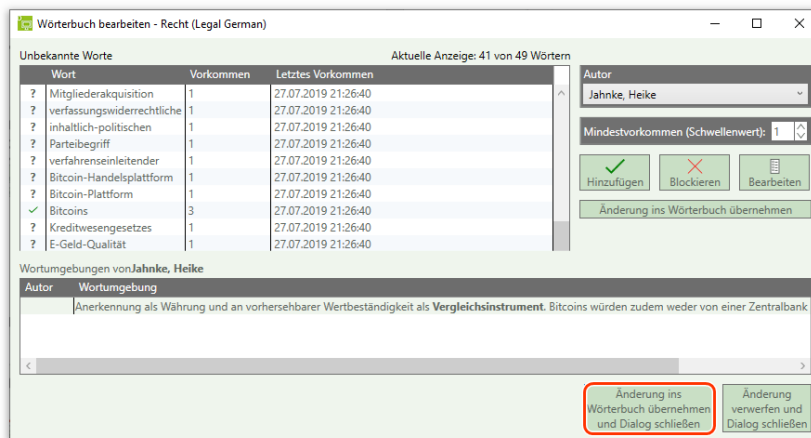 Wörterbuch bearbeiten - Recht (Legal German)
Unbekannte Worte
Aktuelle Anzeige: 41 von 49 Wörtern
Wort Vorkommen Letztes Vorkommen
? Mitgliederakquisition 1 27.07.2019 21:26:40
? verfassungswiderrechtliche 1 27.07.2019 21:26:40
? inhaltlich-politischen 1 27.07.2019 21:26:40
? Parteibegriff 1 27.07.2019 21:26:40
? verfahrenseinleitender 1 27.07.2019 21:26:40
? Bitcoin-Handelsplattform 1 27.07.2019 21:26:40
? Bitcoin-Plattform 1 27.07.2019 21:26:40
✓ Bitcoins 3 27.07.2019 21:26:40
? Kreditwesengesetzes 1 27.07.2019 21:26:40
? E-Geld-Qualität 1 27.07.2019 21:26:40
Autor
Jahnke, Heike
Mindestvorkommen (Schwellenwert): 1
Hinzufügen Blockieren Bearbeiten
Änderung ins Wörterbuch übernehmen
Wortumgebungen vonJahnke, Heike
Autor Wortumgebung
Anerkennung als Währung und an vorhersehbarer Wertbeständigkeit als Vergleichsinstrument. Bitcoins würden zudem weder von einer Zentralbank
Änderung ins
Wörterbuch übernehmen
und Dialog schließen
Änderung
verwerfen und
Dialog schließen